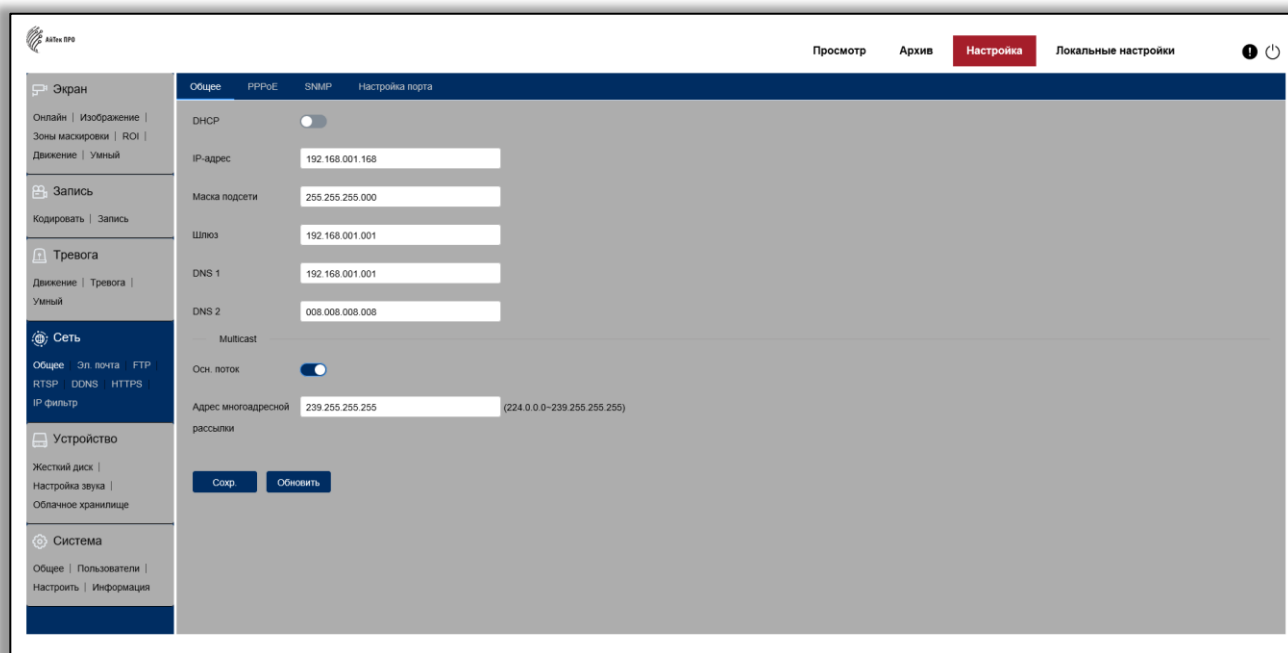 АйТек ПРО
Просмотр Архив Настройка Локальные настройки
Экран
Онлайн | Изображение |
Зоны маскировки | ROI |
Движение | Умный
Запись
Кодировать | Запись
Тревога
Движение | Тревога |
Умный
Сеть
Общее | Эл. почта | FTP |
RTSP | DDNS | HTTPS |
IP фильтр
Устройство
Жесткий диск |
Настройка звука |
Облачное хранилище
Система
Общее | Пользователи |
Настроить | Информация
Общее PPPoE SNMP Настройка порта
DHCP
IP-адрес 192.168.001.168
Маска подсети 255.255.255.000
Шлюз 192.168.001.001
DNS 1 192.168.001.001
DNS 2 008.008.008.008
Multicast
Осн. поток
Адрес многоадресной 239.255.255.255 (224.0.0.0~239.255.255.255)
рассылки
Сохр. Обновить